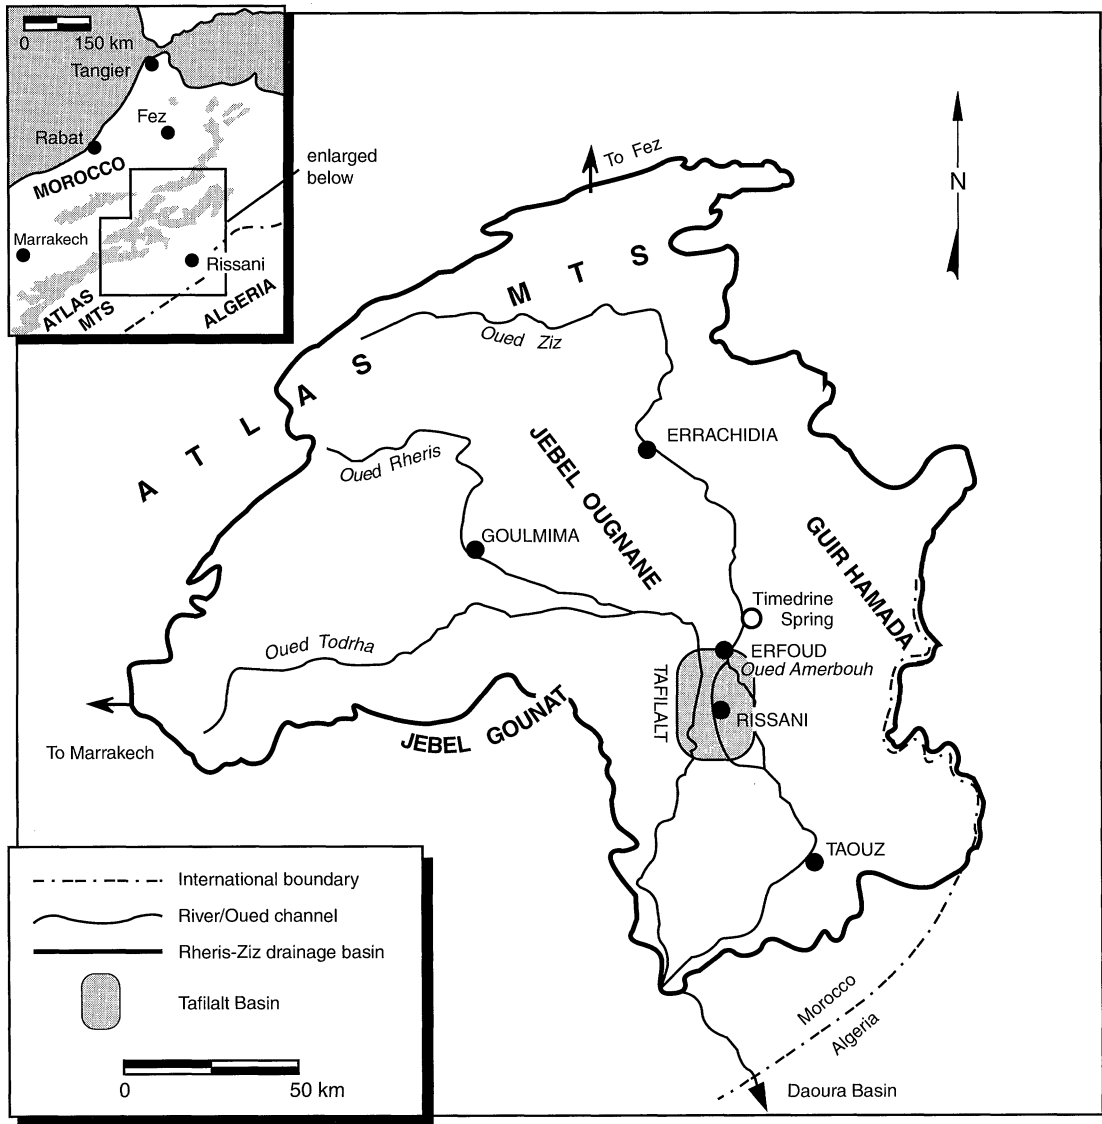 0 150 km
Tangier
Fez
Rabat
MOROCCO
Marrakech
Rissani
ATLAS
MTS
ALGERIA
enlarged
below
To Fez
N
ATLAS MTS
Oued Ziz
ERRACHIDIA
Oued Rheris
JEBEL OUGNANE
GOULMIMA
GUIR HAMADA
Timedrine
Spring
Oued Todrha
ERFOUD
Oued Amerbouh
TAFILALT
RISSANI
To Marrakech
JEBEL GOUNAT
TAOUZ
International boundary
River/Oued channel
Rheris-Ziz drainage basin
Tafilalt Basin
0 50 km
Morocco
Algeria
Daoura Basin